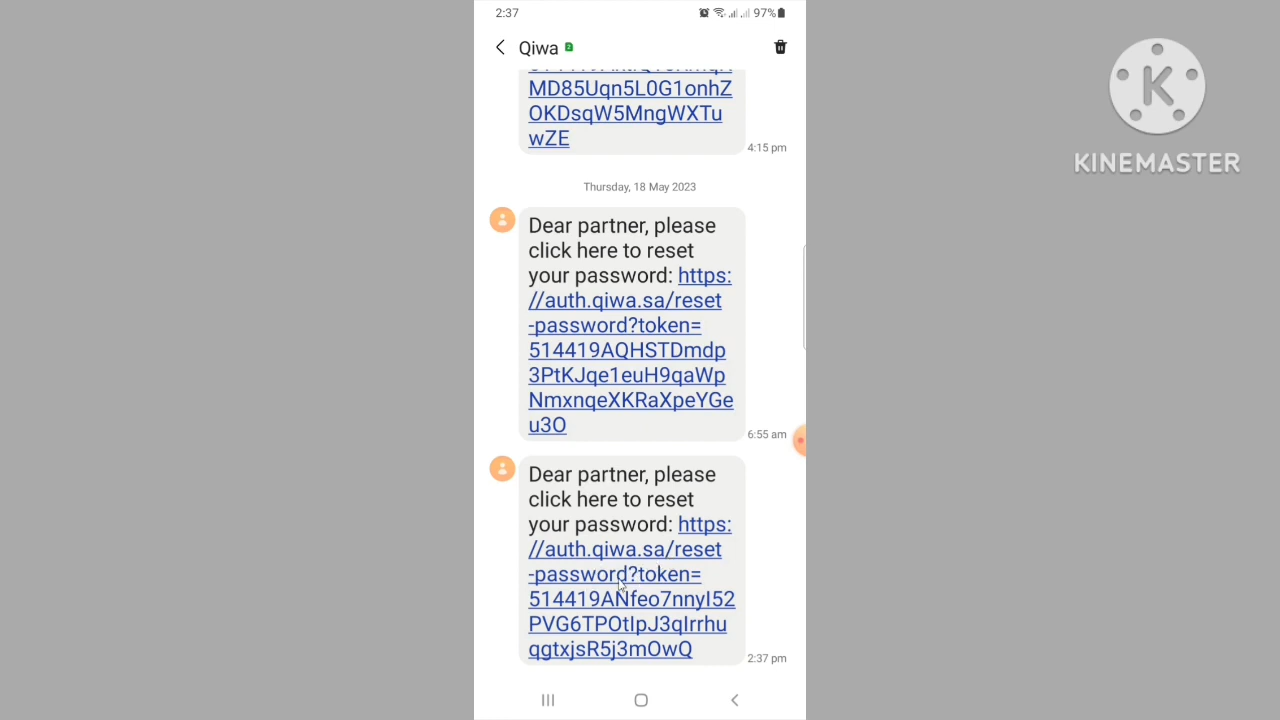 2:37
97%
Qiwa
2
MD85Uqn5L0G1onhZ
OKDsqW5MngWXTu
wZE
4:15 pm
Thursday, 18 May 2023
Dear partner, please
click here to reset
your password: https:
//auth.qiwa.sa/reset
-password?token=
514419AQHSTDmdp
3PtKJqe1euH9qaWp
NmxnqeXKRaXpeYGe
u3O
6:55 am
Dear partner, please
click here to reset
your password: https:
//auth.qiwa.sa/reset
-password?token=
514419ANfeo7nnyI52
PVG6TPOtIpJ3qIrrhu
qgtxjsR5j3mOwQ
2:37 pm
K
KINEMASTER